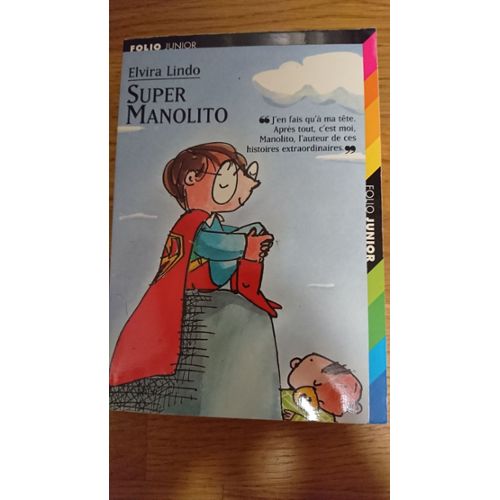 FOLIO JUNIOR
Elvira Lindo
SUPER
MANOLITO
❝J'en fais qu'à ma tête.
Après tout, c'est moi,
Manolito, l'auteur de ces
histoires extraordinaires.❞
FOLIO JUNIOR